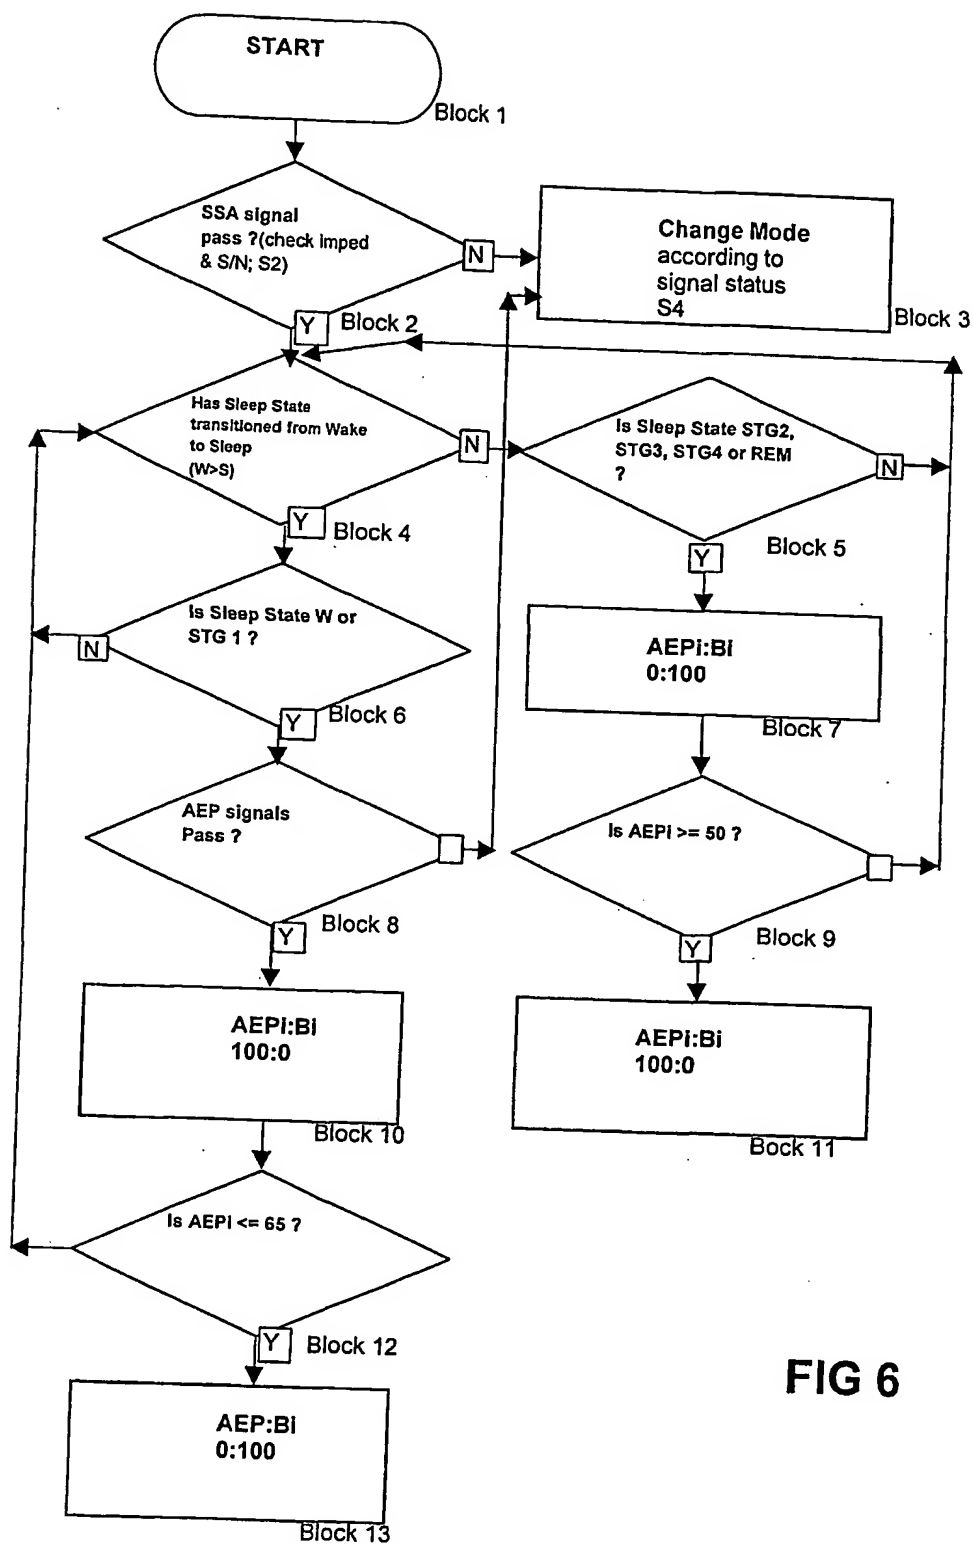 START
Block 1
SSA signal
pass ?(check imped
& S/N; S2)
N
Y
Block 2
Change Mode
according to
signal status
S4
Block 3
Has Sleep State
transitioned from Wake
to Sleep
(W>S)
N
Y
Block 4
Is Sleep State STG2,
STG3, STG4 or REM
?
N
Y
Block 5
Is Sleep State W or
STG 1 ?
N
Y
Block 6
AEPi:Bi
0:100
Block 7
AEP signals
Pass ?
Y
Block 8
Is AEPi >= 50 ?
Y
Block 9
AEPi:Bi
100:0
Block 10
AEPi:Bi
100:0
Bock 11
Is AEPi <= 65 ?
Y
Block 12
AEP:Bi
0:100
Block 13
FIG 6